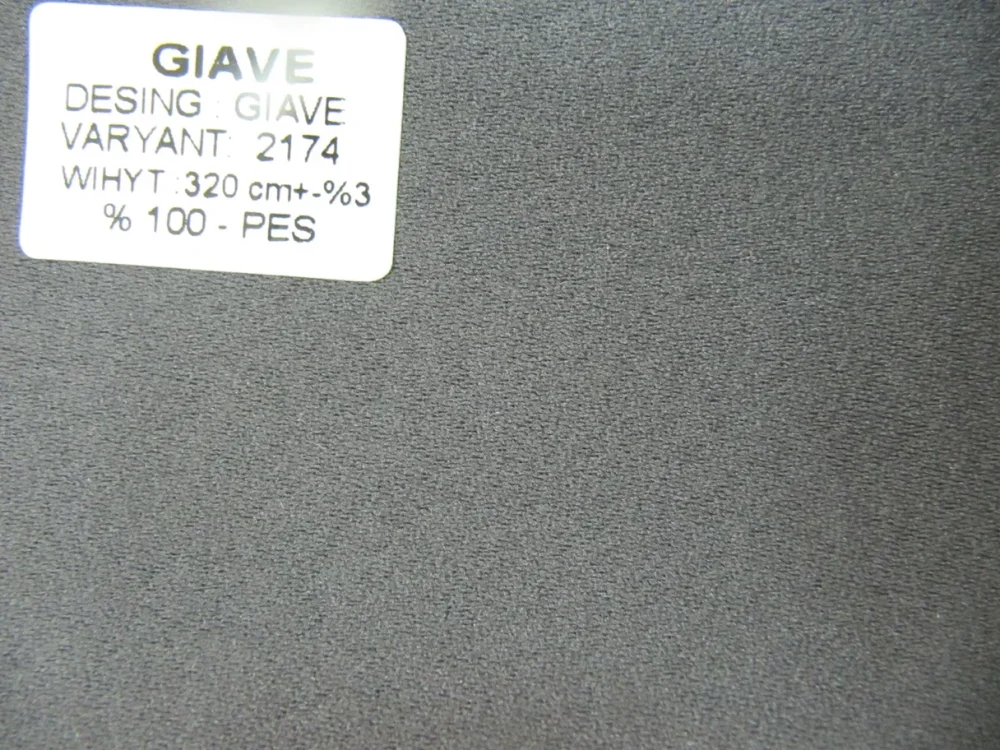 GIAVE
DESING : GIAVE
VARYANT: 2174
WIHYT :320 cm+-%3
% 100 - PES